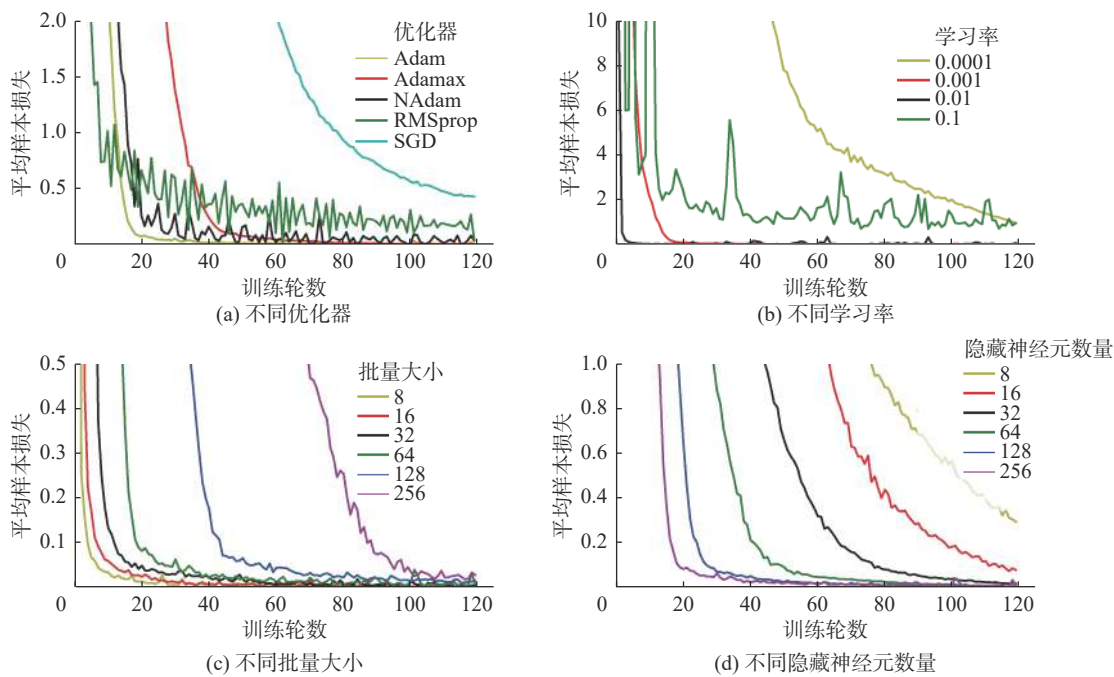 2.0
1.5
1.0
0.5
平均样本损失
优化器
Adam
Adamax
NAdam
RMSprop
SGD
0 20 40 60 80 100 120
训练轮数
(a) 不同优化器
10
8
6
4
2
平均样本损失
学习率
0.0001
0.001
0.01
0.1
0 20 40 60 80 100 120
训练轮数
(b) 不同学习率
0.5
0.4
0.3
0.2
0.1
平均样本损失
批量大小
8
16
32
64
128
256
0 20 40 60 80 100 120
训练轮数
(c) 不同批量大小
1.0
0.8
0.6
0.4
0.2
平均样本损失
隐藏神经元数量
8
16
32
64
128
256
0 20 40 60 80 100 120
训练轮数
(d) 不同隐藏神经元数量